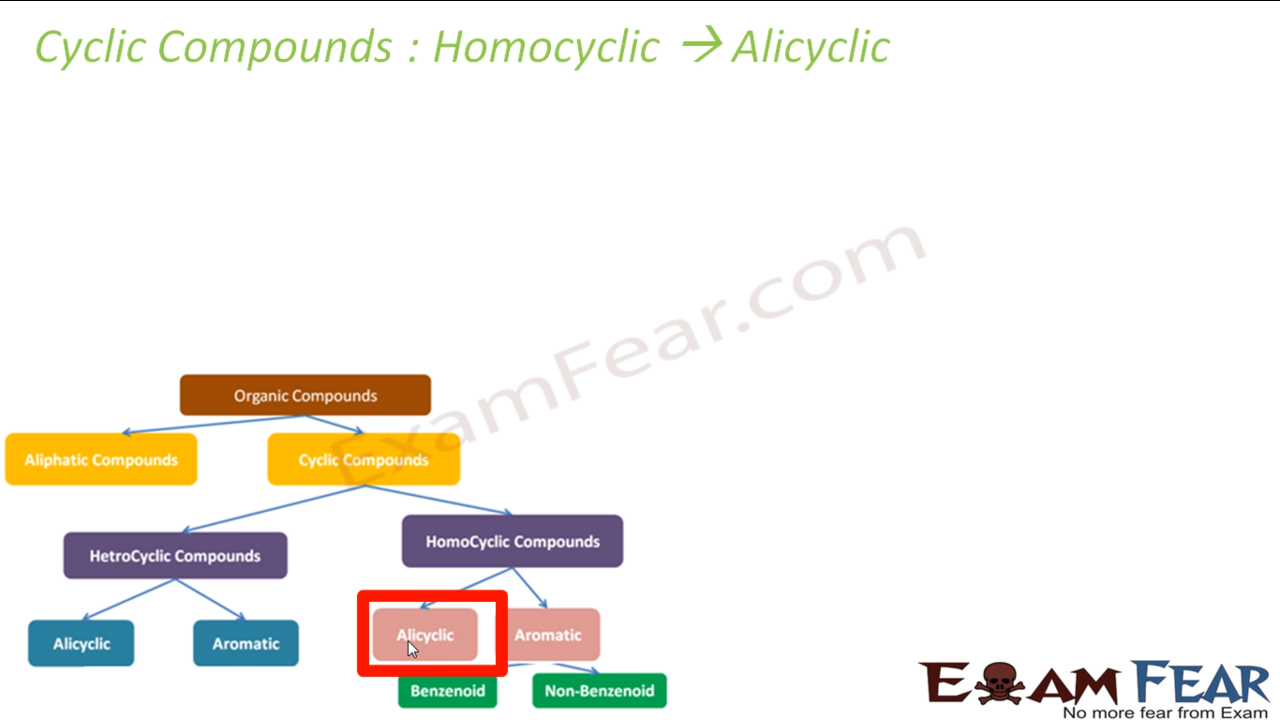 Cyclic Compounds : Homocyclic → Alicyclic
ExamFear.com
Organic Compounds
Aliphatic Compounds
Cyclic Compounds
HetroCyclic Compounds
HomoCyclic Compounds
Alicyclic
Aromatic
Alicyclic
Aromatic
Benzenoid
Non-Benzenoid
EXAM FEAR
No more fear from Exam